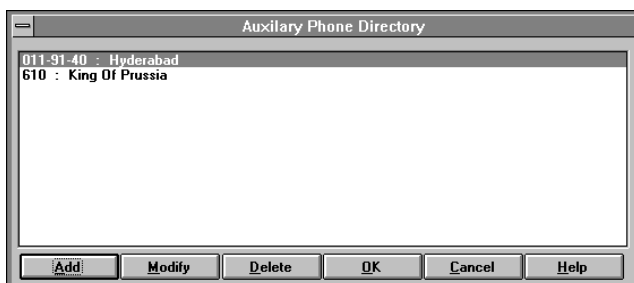 Auxilary Phone Directory
011-91-40 : Hyderabad
610 : King Of Prussia
Add Modify Delete OK Cancel Help